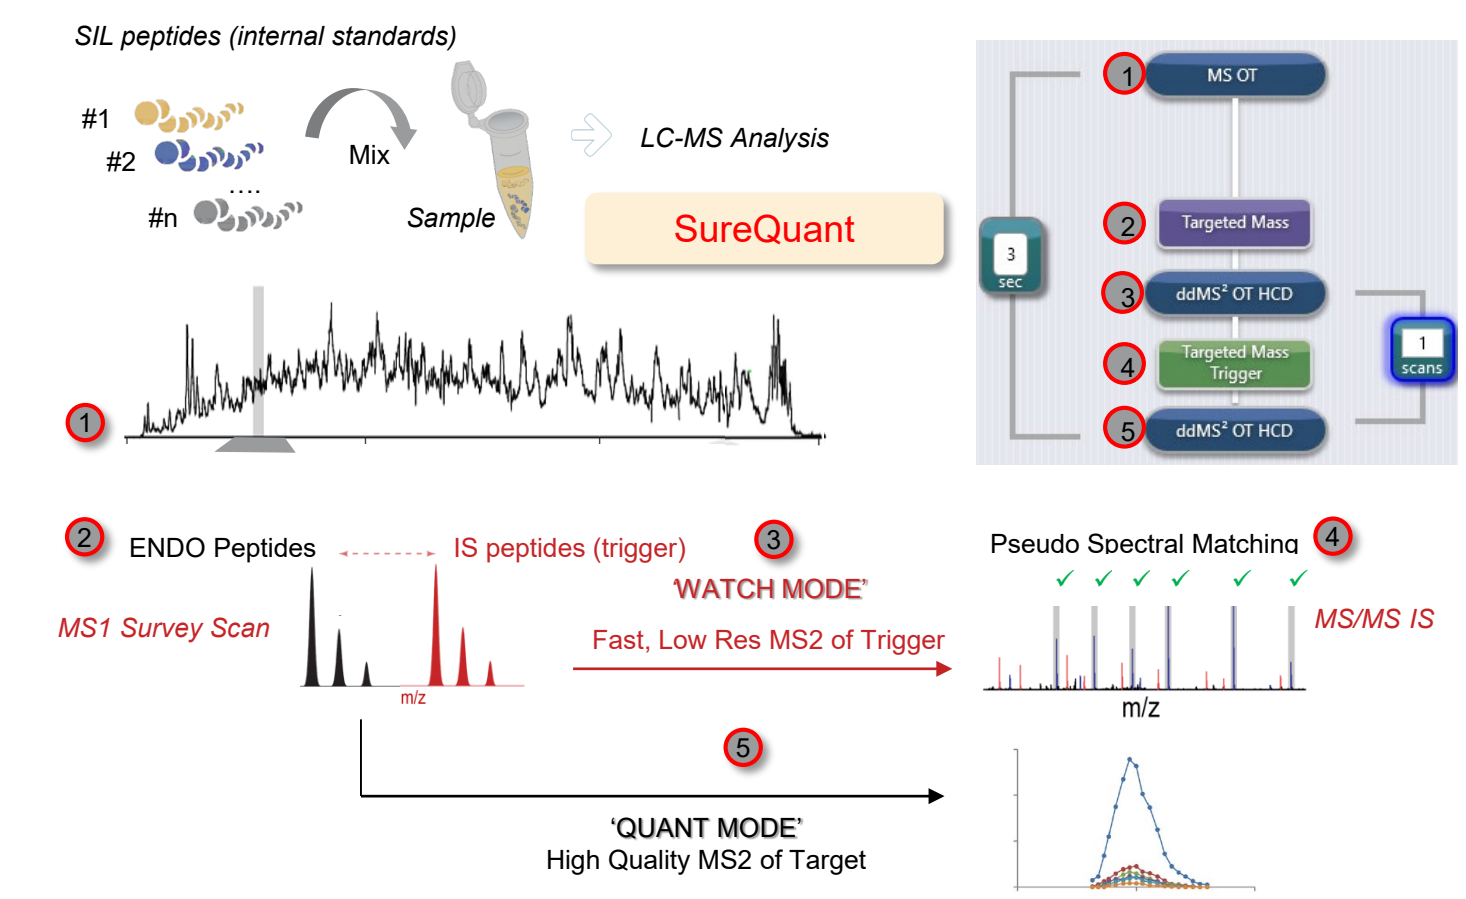 SIL peptides (internal standards)
#1
#2
....
#n
Mix
Sample
LC-MS Analysis
SureQuant
1
MS OT
2
Targeted Mass
3
sec
3
ddMS² OT HCD
4
Targeted Mass
Trigger
1
scans
5
ddMS² OT HCD
1
2
ENDO Peptides
IS peptides (trigger)
MS1 Survey Scan
m/z
3
'WATCH MODE'
Fast, Low Res MS2 of Trigger
Pseudo Spectral Matching
4
✓ ✓ ✓ ✓ ✓ ✓
MS/MS IS
m/z
5
‘QUANT MODE’
High Quality MS2 of Target